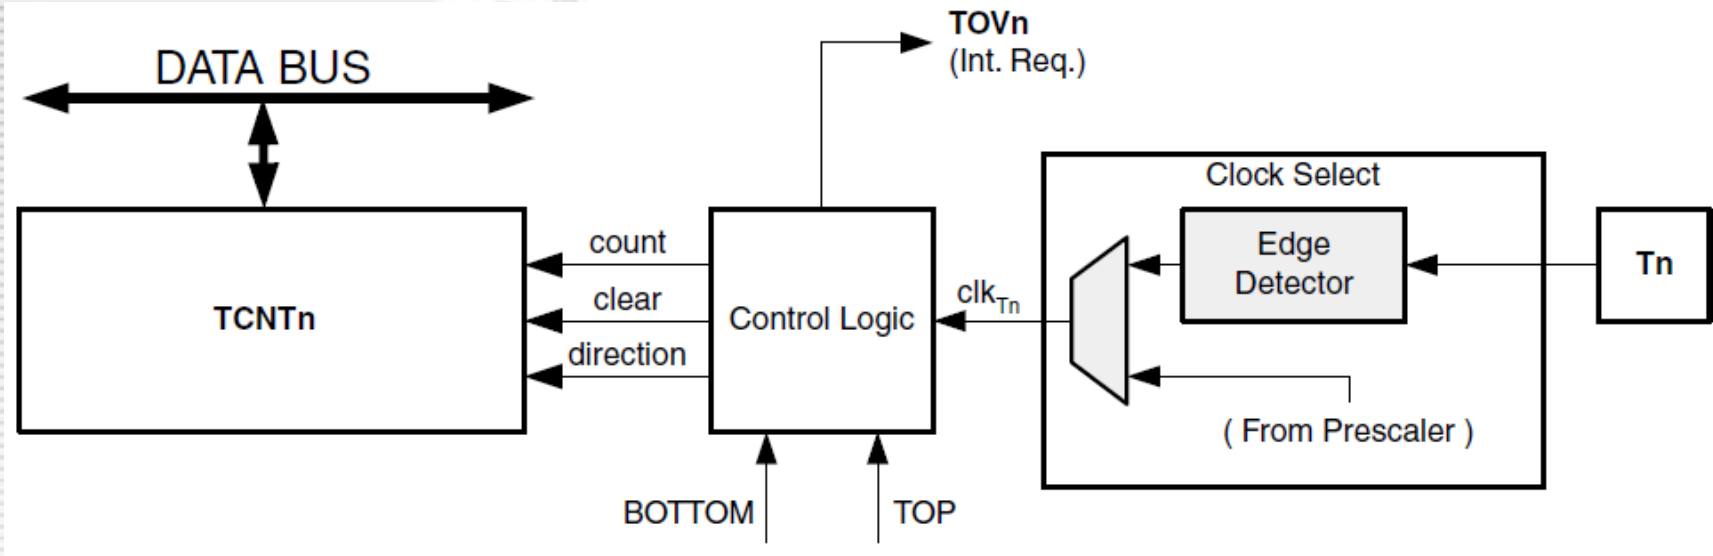 TOVn
(Int. Req.)
DATA BUS
Clock Select
count
clear
direction
TCNTn
Control Logic
clkTn
Edge
Detector
Tn
( From Prescaler )
BOTTOM
TOP